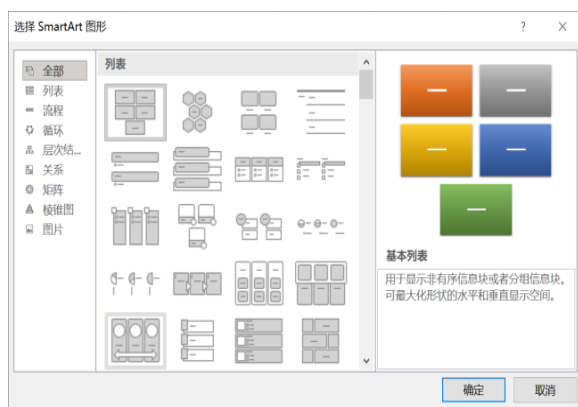 选择 SmartArt 图形
?
×
全部
列表
流程
循环
层次结...
关系
矩阵
棱锥图
图片
列表
基本列表
用于显示非有序信息块或者分组信息块。
可最大化形状的水平和垂直显示空间。
确定
取消